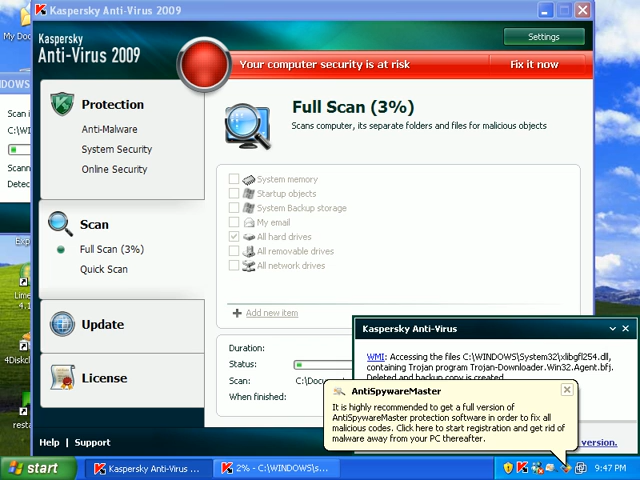 Kaspersky Anti-Virus 2009
My Doc
Kaspersky
Anti-Virus 2009
Settings
Your computer security is at risk
Fix it now
Protection
Anti-Malware
System Security
Online Security
Scan
Full Scan (3%)
Quick Scan
Update
License
Help | Support
Full Scan (3%)
Scans computer, its separate folders and files for malicious objects
System memory
Startup objects
System Backup storage
My email
All hard drives
All removable drives
All network drives
Add new item
Duration:
Status:
Scan: C:\Docu
When finished:
NDOWS
Scan i
C:\WI
Scann
Detec
Exp
Lime
4.1
4Diskcl
resta
Kaspersky Anti-Virus
WMI: Accessing the files C:\WINDOWS\System32\xlibgfl254.dll,
containing Trojan program Trojan-Downloader.Win32.Agent.bfj.
Deleted and backup copy is created.
version.
AntiSpywareMaster
It is highly recommended to get a full version of
AntiSpywareMaster protection software in order to fix all
malicious codes. Click here to start registration and get rid of
malware away from your PC thereafter.
start
Kaspersky Anti-Virus ...
2% - C:\WINDOWS\s...
9:47 PM